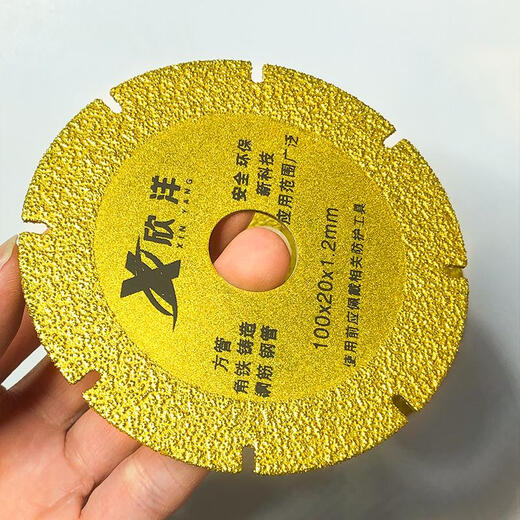 欣洋
XIN YANG
安全 环保
新科技
应用范围广泛
方管
角铁 铸造
钢筋 钢管
100x20x1.2mm
使用前应佩戴相关防护工具